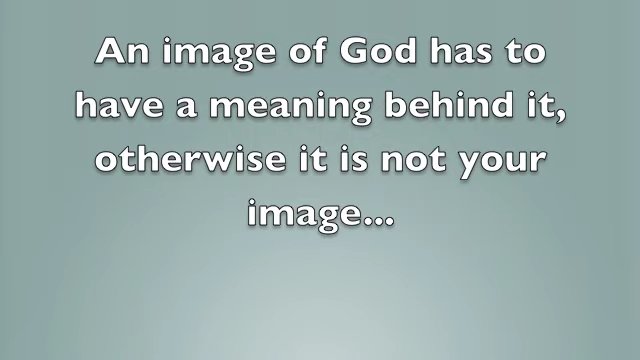 An image of God has to
have a meaning behind it,
otherwise it is not your
image...